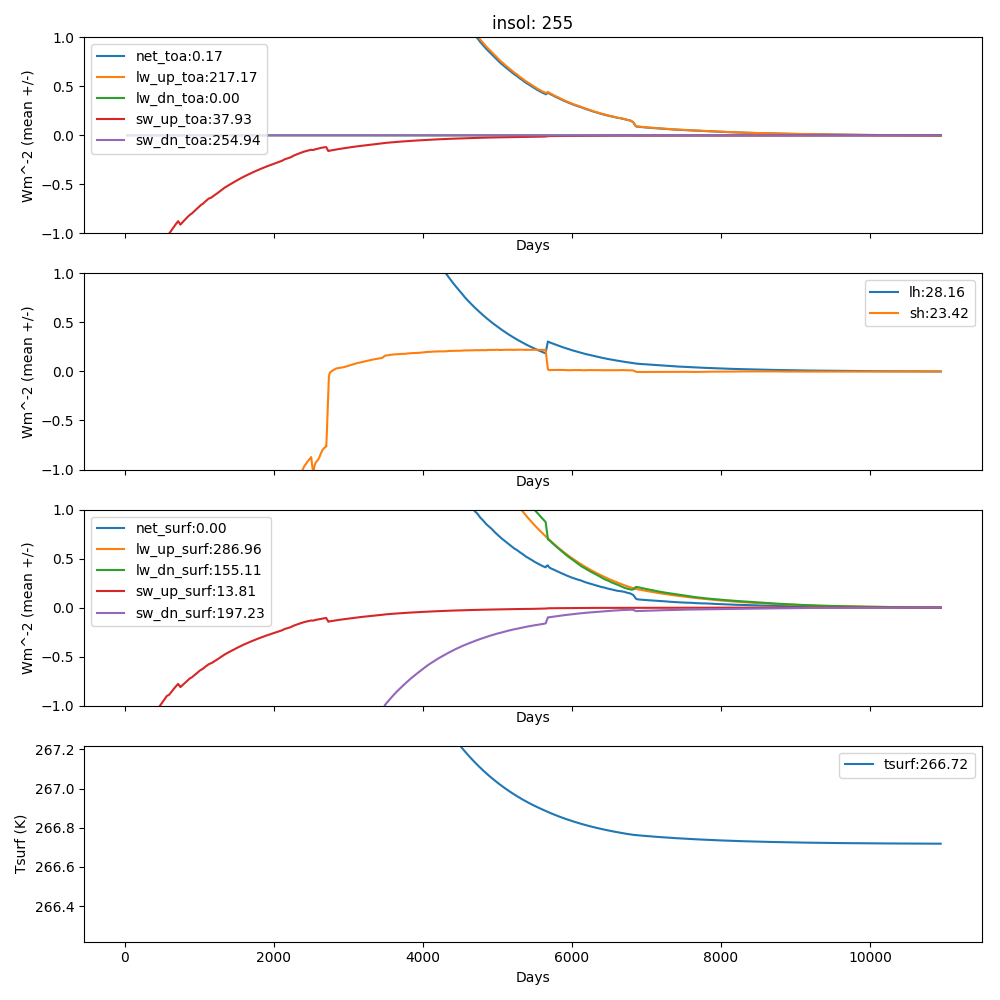 insol: 255
1.0
0.5
0.0
−0.5
−1.0
Wm^-2 (mean +/-)
net_toa:0.17
lw_up_toa:217.17
lw_dn_toa:0.00
sw_up_toa:37.93
sw_dn_toa:254.94
Days
1.0
0.5
0.0
−0.5
−1.0
Wm^-2 (mean +/-)
lh:28.16
sh:23.42
Days
1.0
0.5
0.0
−0.5
−1.0
Wm^-2 (mean +/-)
net_surf:0.00
lw_up_surf:286.96
lw_dn_surf:155.11
sw_up_surf:13.81
sw_dn_surf:197.23
Days
267.2
267.0
266.8
266.6
266.4
Tsurf (K)
tsurf:266.72
0 2000 4000 6000 8000 10000
Days